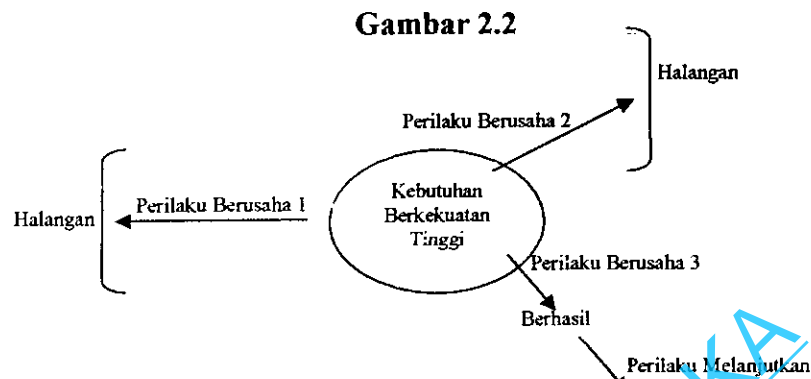 Gambar 2.2
Halangan
Perilaku Berusaha 2
Kebutuhan
Berkekuatan
Tinggi
Halangan
Perilaku Berusaha 1
Perilaku Berusaha 3
Berhasil
Perilaku Melanjutkan
KA